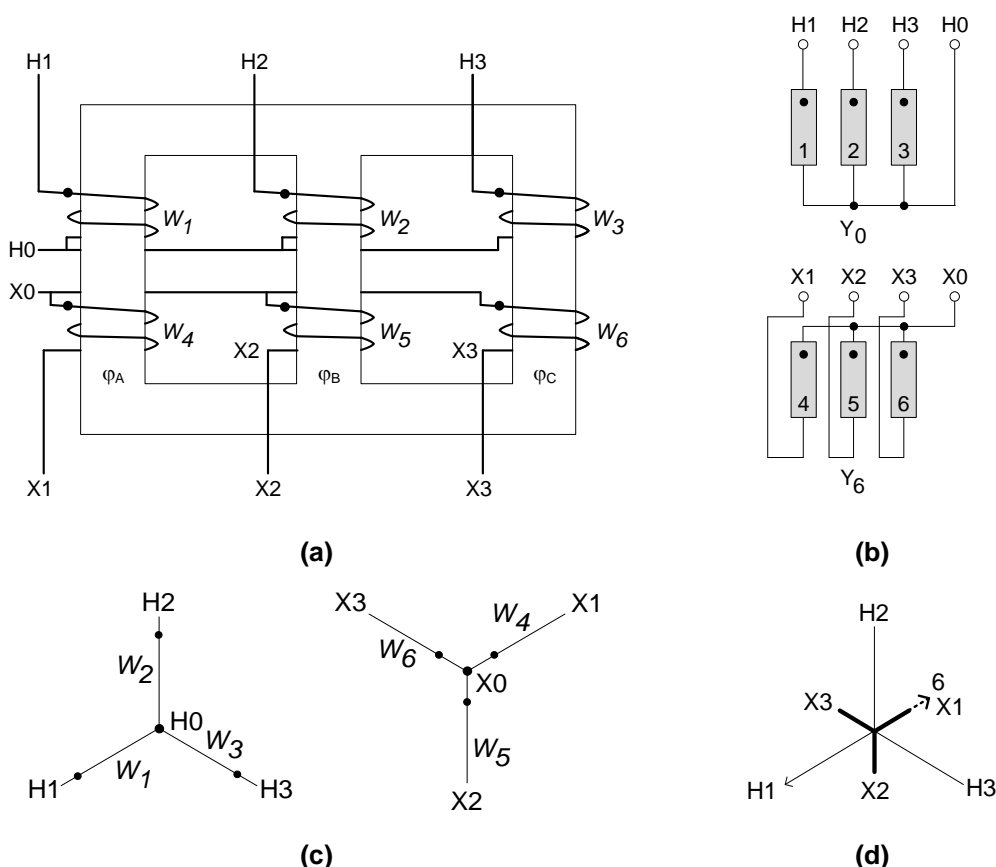 H1 H2 H3
W1 W2 W3
H0
X0
W4 W5 W6
X2 X3
φA φB φC
X1 X2 X3
(a)
H1 H2 H3 H0
1 2 3
Y0
X1 X2 X3 X0
4 5 6
Y6
(b)
H2
W2
H0
W1 W3
H1 H3
X3 X1
W6 W4
X0
W5
X2
(c)
H2
6
X3 X1
H1 X2 H3
(d)